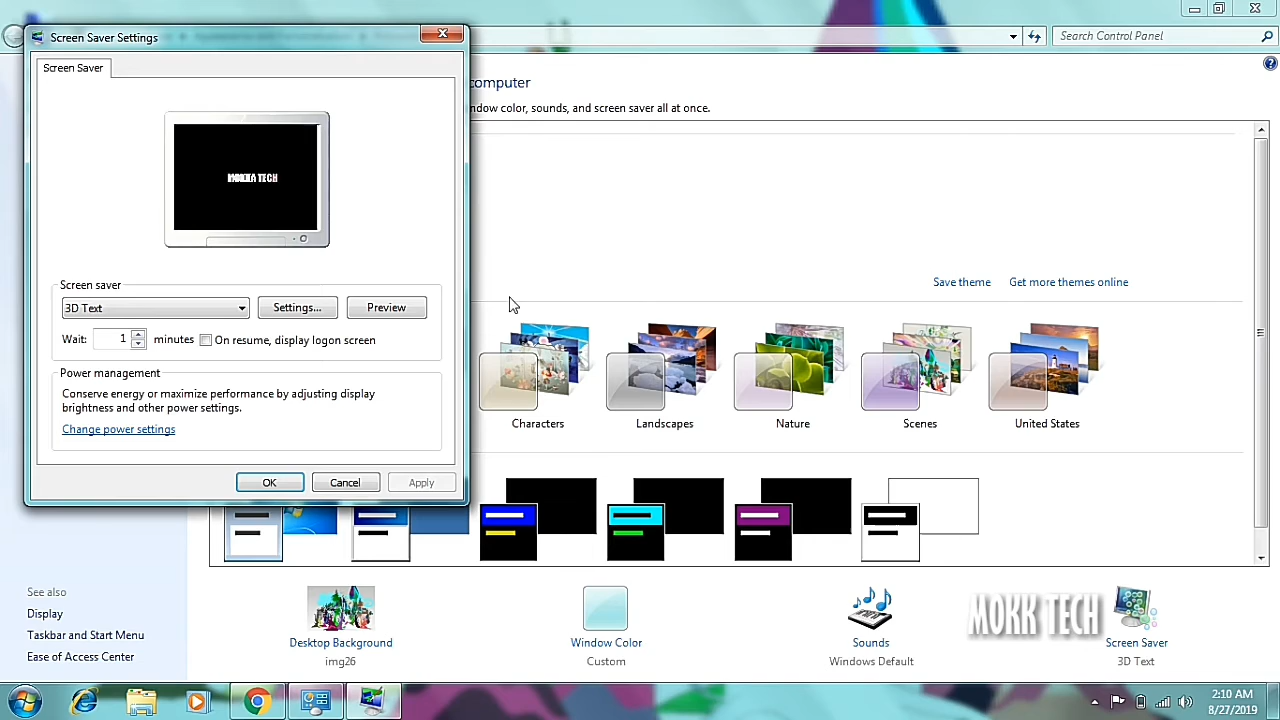 Screen Saver Settings
Search Control Panel
Screen Saver
computer
ndow color, sounds, and screen saver all at once.
MOKKA TECH
Screen saver
3D Text
Settings...
Preview
Wait:
1
minutes
On resume, display logon screen
Power management
Conserve energy or maximize performance by adjusting display
brightness and other power settings.
Change power settings
OK
Cancel
Apply
Save theme
Get more themes online
Characters
Landscapes
Nature
Scenes
United States
See also
Display
Taskbar and Start Menu
Ease of Access Center
Desktop Background
img26
Window Color
Custom
Sounds
Windows Default
MOKK TECH
Screen Saver
3D Text
2:10 AM
8/27/2019